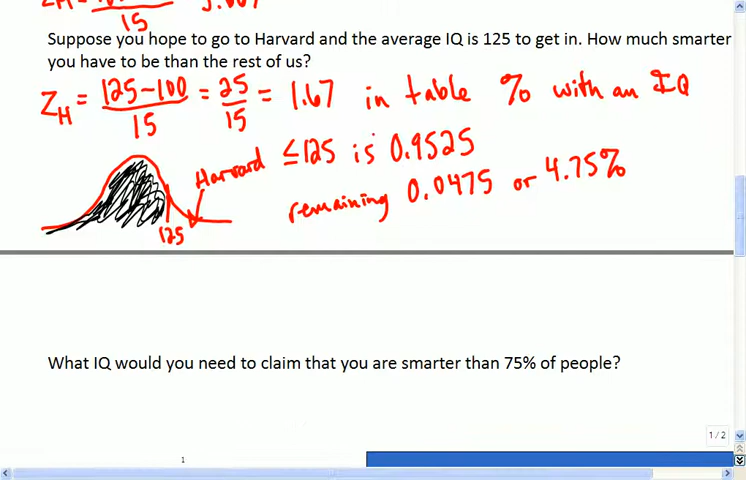 Suppose you hope to go to Harvard and the average IQ is 125 to get in. How much smarter
you have to be than the rest of us?
Z_H = 125-100/15 = 25/15 = 1.67 in table % with an IQ
Harvard ≤125 is 0.9525
remaining 0.0475 or 4.75%
125
What IQ would you need to claim that you are smarter than 75% of people?
1/2
1